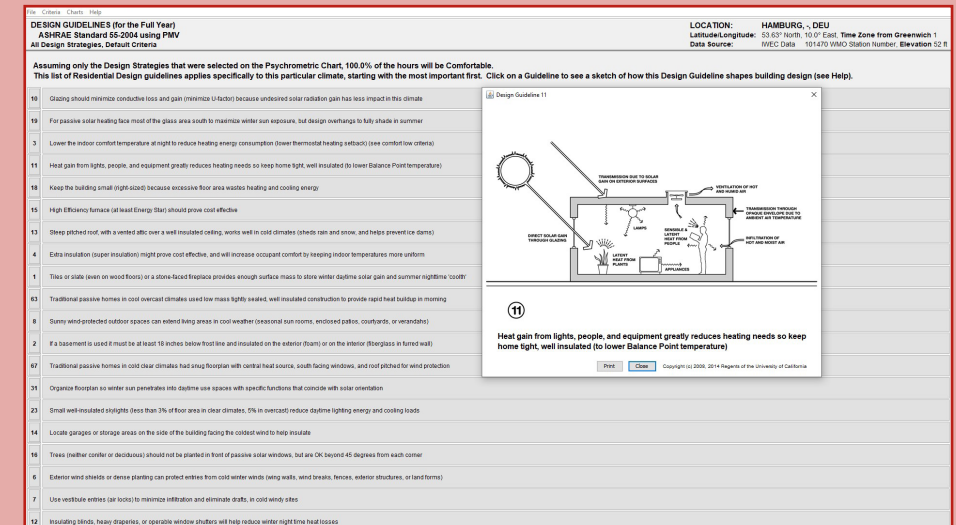 File Criteria Charts Help
DESIGN GUIDELINES (for the Full Year)
ASHRAE Standard 55-2004 using PMV
All Design Strategies, Default Criteria
LOCATION: HAMBURG, -, DEU
Latitude/Longitude: 53.63° North, 10.0° East, Time Zone from Greenwich 1
Data Source: IWEC Data 101470 WMO Station Number, Elevation 52 ft
Assuming only the Design Strategies that were selected on the Psychrometric Chart, 100.0% of the hours will be Comfortable.
This list of Residential Design guidelines applies specifically to this particular climate, starting with the most important first. Click on a Guideline to see a sketch of how this Design Guideline shapes building design (see Help).
10 Glazing should minimize conductive loss and gain (minimize U-factor) because undesired solar radiation gain has less impact in this climate
19 For passive solar heating face most of the glass area south to maximize winter sun exposure, but design overhangs to fully shade in summer
3 Lower the indoor comfort temperature at night to reduce heating energy consumption (lower thermostat heating setback) (see comfort low criteria)
11 Heat gain from lights, people, and equipment greatly reduces heating needs so keep home tight, well insulated (to lower Balance Point temperature)
18 Keep the building small (right-sized) because excessive floor area wastes heating and cooling energy
15 High Efficiency furnace (at least Energy Star) should prove cost effective
13 Steep pitched roof, with a vented attic over a well insulated ceiling, works well in cold climates (sheds rain and snow, and helps prevent ice dams)
4 Extra insulation (super insulation) might prove cost effective, and will increase occupant comfort by keeping indoor temperatures more uniform
1 Tiles or slate (even on wood floors) or a stone-faced fireplace provides enough surface mass to store winter daytime solar gain and summer nighttime 'coolth'
63 Traditional passive homes in cool overcast climates used low mass tightly sealed, well insulated construction to provide rapid heat buildup in morning
8 Sunny wind-protected outdoor spaces can extend living areas in cool weather (seasonal sun rooms, enclosed patios, courtyards, or verandahs)
2 If a basement is used it must be at least 18 inches below frost line and insulated on the exterior (foam) or on the interior (fiberglass in furred wall)
67 Traditional passive homes in cold clear climates had snug floorplan with central heat source, south facing windows, and roof pitched for wind protection
31 Organize floorplan so winter sun penetrates into daytime use spaces with specific functions that coincide with solar orientation
23 Small well-insulated skylights (less than 3% of floor area in clear climates, 5% in overcast) reduce daytime lighting energy and cooling loads
14 Locate garages or storage areas on the side of the building facing the coldest wind to help insulate
16 Trees (neither conifer or deciduous) should not be planted in front of passive solar windows, but are OK beyond 45 degrees from each corner
6 Exterior wind shields or dense planting can protect entries from cold winter winds (wing walls, wind breaks, fences, exterior structures, or land forms)
7 Use vestibule entries (air locks) to minimize infiltration and eliminate drafts, in cold windy sites
12 Insulating blinds, heavy draperies, or operable window shutters will help reduce winter night time heat losses
Design Guideline 11
TRANSMISSION DUE TO SOLAR
GAIN ON EXTERIOR SURFACES
VENTILATION OF HOT
AND HUMID AIR
TRANSMISSION THROUGH
OPAQUE ENVELOPE DUE TO
AMBIENT AIR TEMPERATURE
LAMPS
DIRECT SOLAR GAIN
THROUGH GLAZING
SENSIBLE &
LATENT
HEAT FROM
PEOPLE
INFILTRATION OF
HOT AND MOIST AIR
LATENT
HEAT FROM
PLANTS
APPLIANCES
11
Heat gain from lights, people, and equipment greatly reduces heating needs so keep
home tight, well insulated (to lower Balance Point temperature)
Print Close Copyright (c) 2008, 2014 Regents of the University of California